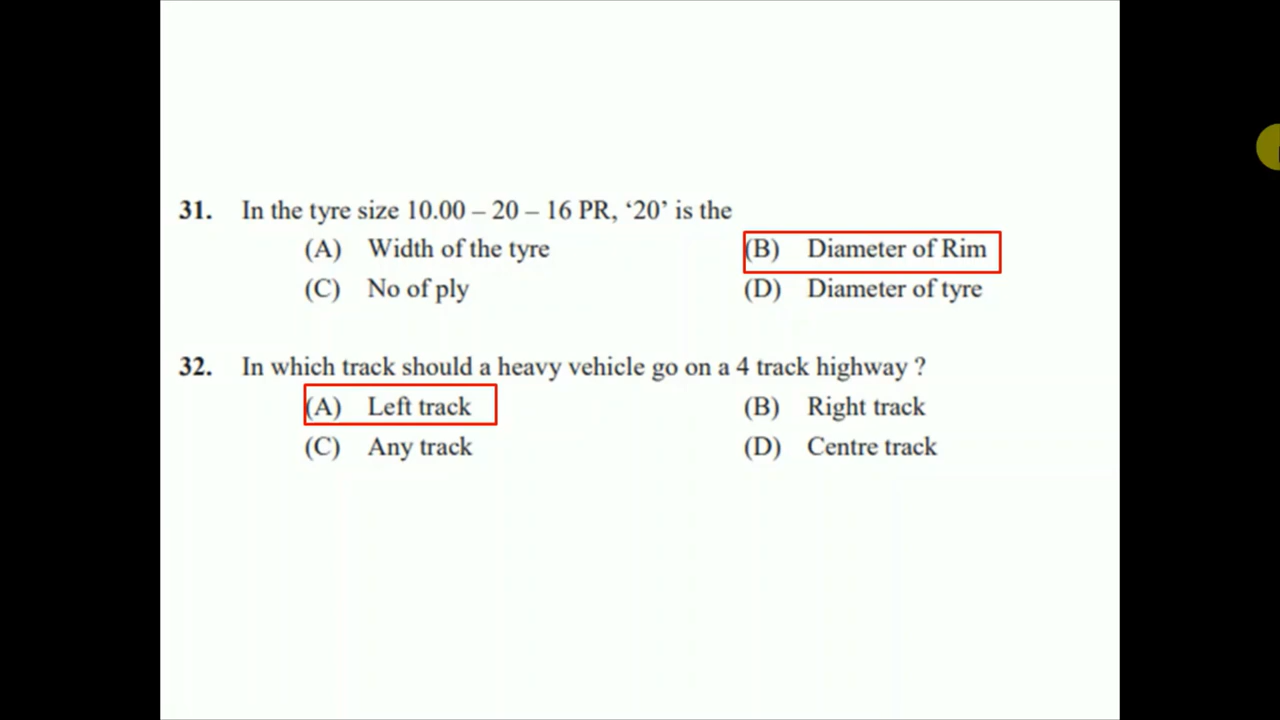 31. In the tyre size 10.00 – 20 – 16 PR, ‘20’ is the
(A) Width of the tyre (B) Diameter of Rim
(C) No of ply (D) Diameter of tyre
32. In which track should a heavy vehicle go on a 4 track highway ?
(A) Left track (B) Right track
(C) Any track (D) Centre track